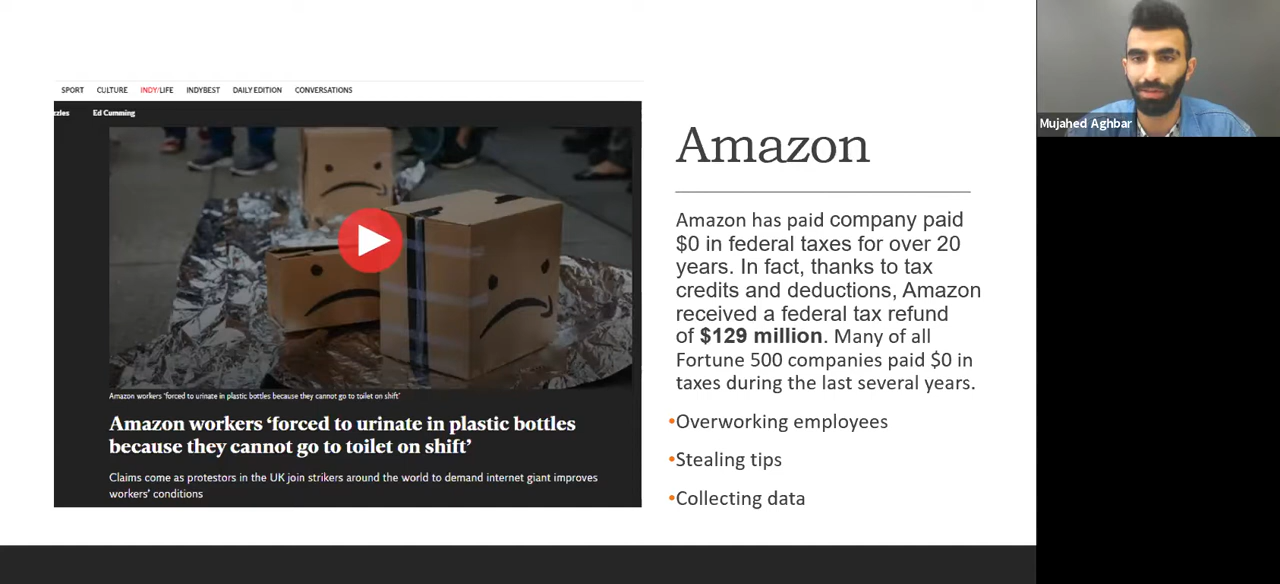 SPORT CULTURE INDY/LIFE INDYBEST DAILY EDITION CONVERSATIONS
zzles Ed Cumming
Amazon workers 'forced to urinate in plastic bottles because they cannot go to toilet on shift'
Amazon workers ‘forced to urinate in plastic bottles
because they cannot go to toilet on shift’
Claims come as protestors in the UK join strikers around the world to demand internet giant improves
workers’ conditions
Amazon
Amazon has paid company paid
$0 in federal taxes for over 20
years. In fact, thanks to tax
credits and deductions, Amazon
received a federal tax refund
of $129 million. Many of all
Fortune 500 companies paid $0 in
taxes during the last several years.
•Overworking employees
•Stealing tips
•Collecting data
Mujahed Aghbar